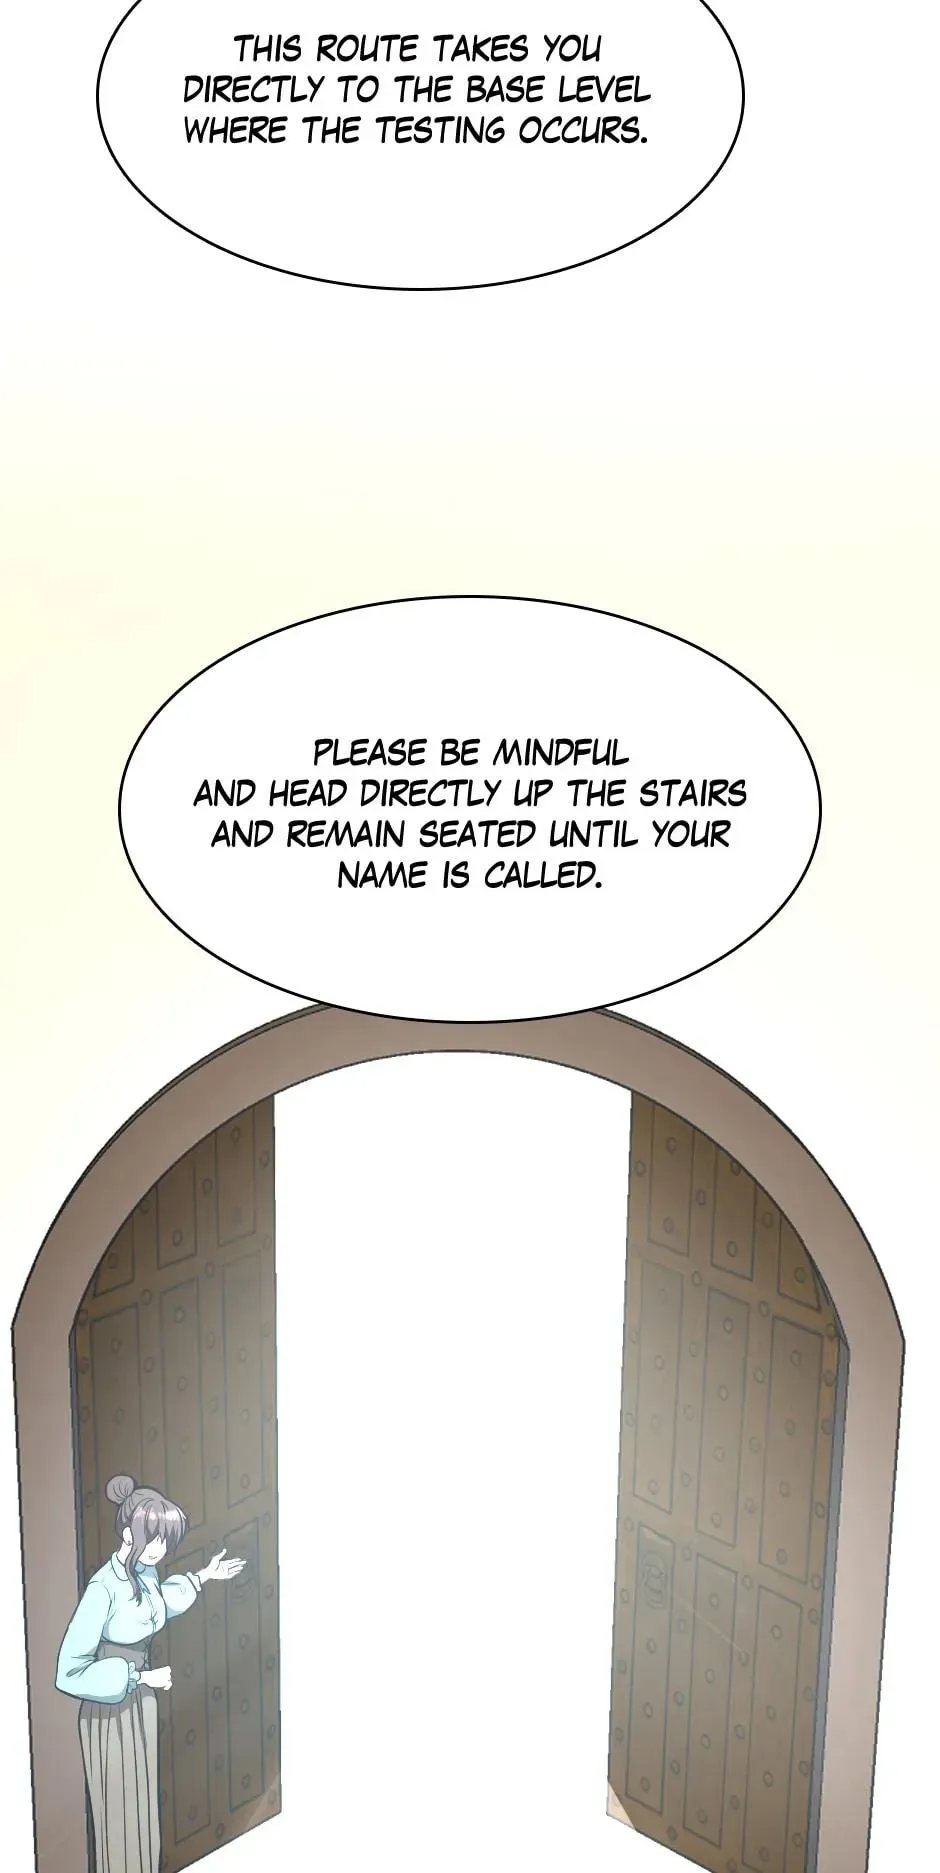 THIS ROUTE TAKES YOU
DIRECTLY TO THE BASE LEVEL
WHERE THE TESTING OCCURS.
PLEASE BE MINDFUL
AND HEAD DIRECTLY UP THE STAIRS
AND REMAIN SEATED UNTIL YOUR
NAME IS CALLED.